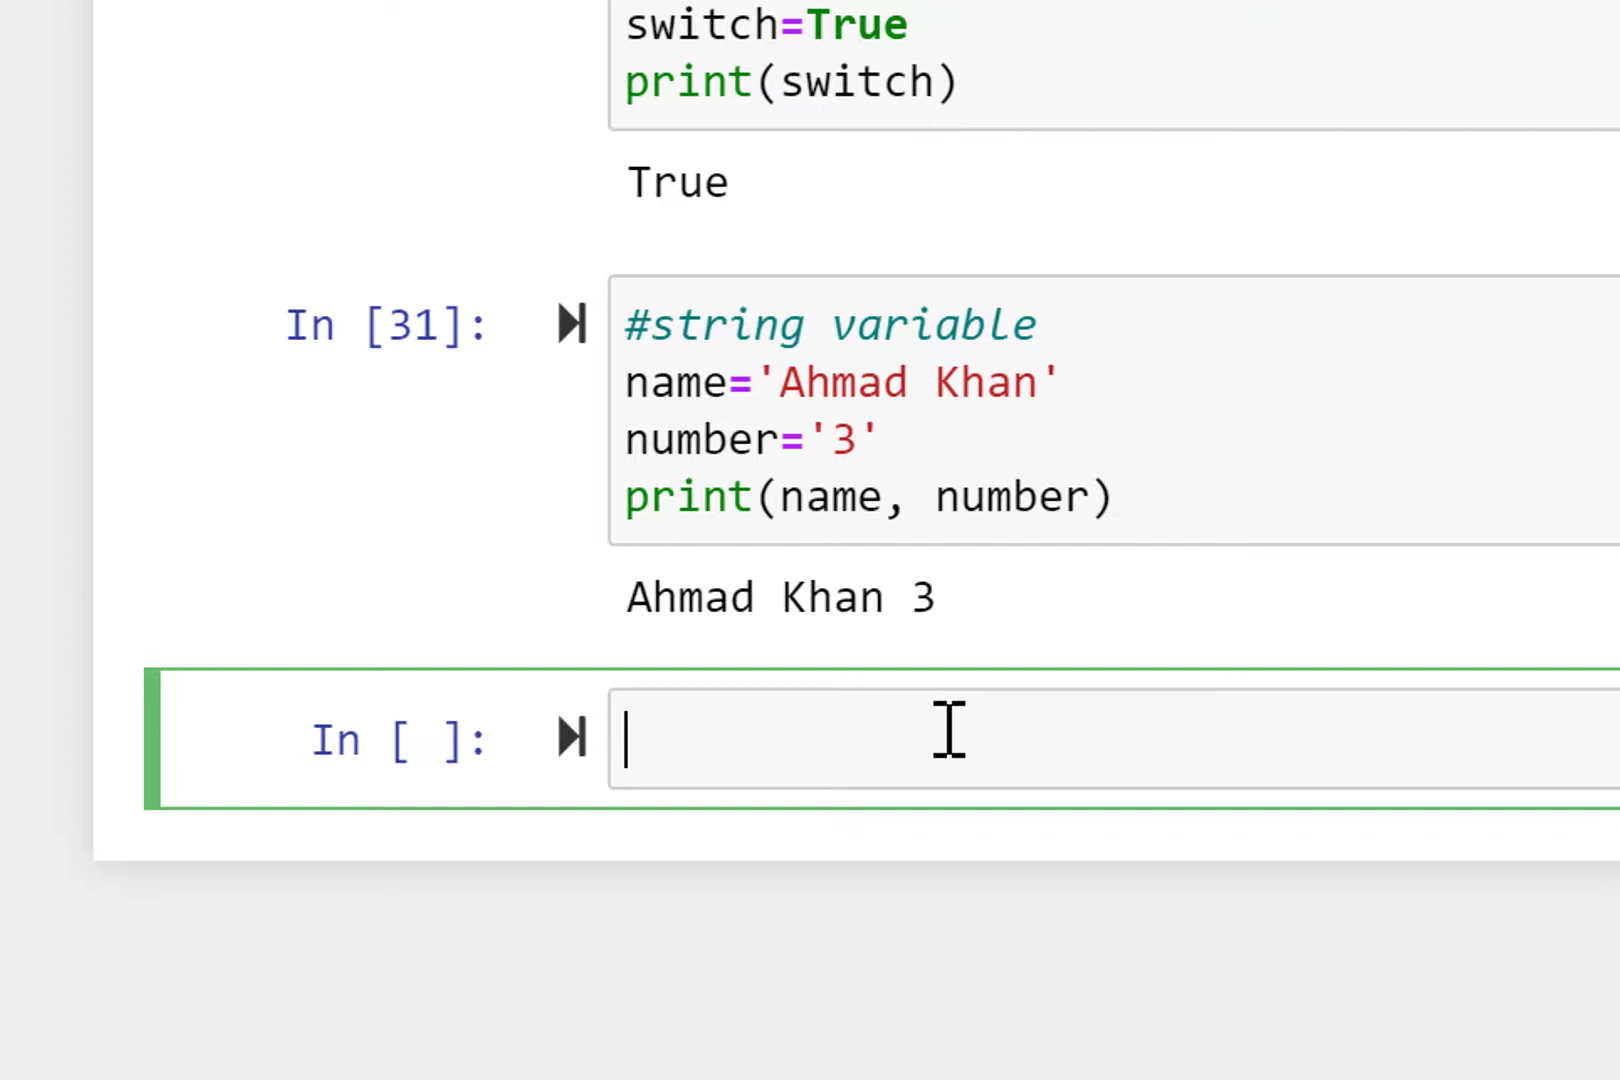 switch=True
print(switch)
True
In [31]:
#string variable
name='Ahmad Khan'
number='3'
print(name, number)
Ahmad Khan 3
In [ ]: